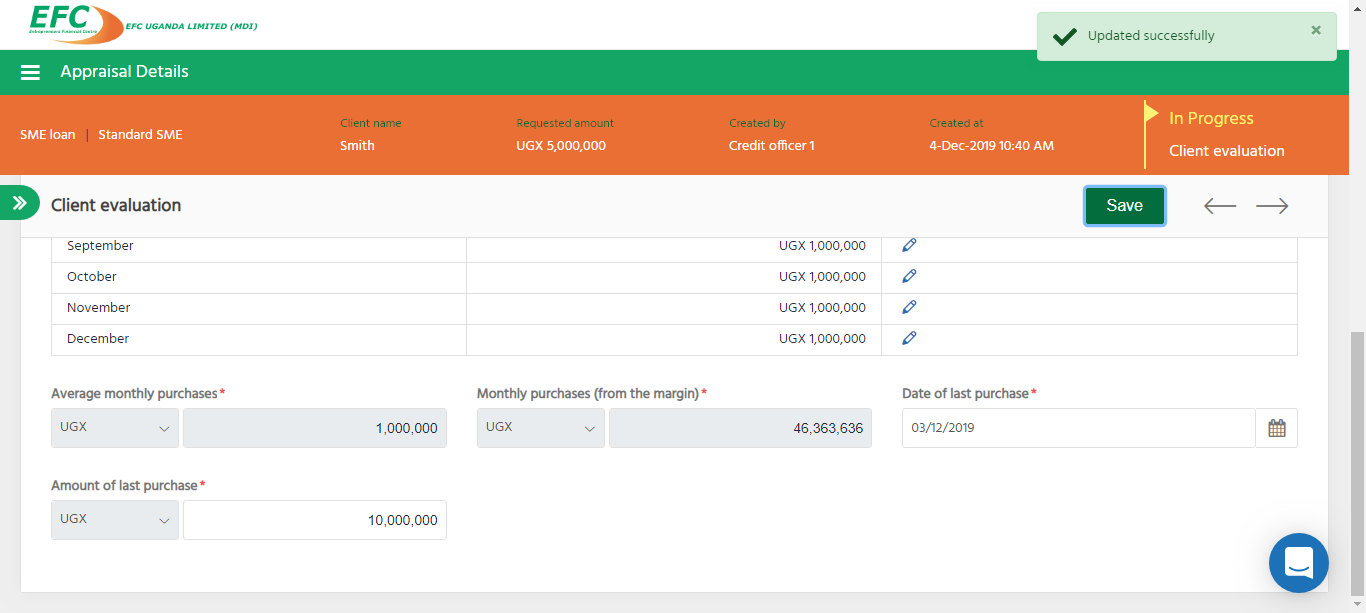 EFC
Entrepreneurs Financial Centre
EFC UGANDA LIMITED (MDI)
Updated successfully
×
Appraisal Details
SME loan | Standard SME
Client name
Smith
Requested amount
UGX 5,000,000
Created by
Credit officer 1
Created at
4-Dec-2019 10:40 AM
In Progress
Client evaluation
Client evaluation
Save
September UGX 1,000,000
October UGX 1,000,000
November UGX 1,000,000
December UGX 1,000,000
Average monthly purchases*
UGX 1,000,000
Monthly purchases (from the margin)*
UGX 46,363,636
Date of last purchase*
03/12/2019
Amount of last purchase*
UGX 10,000,000